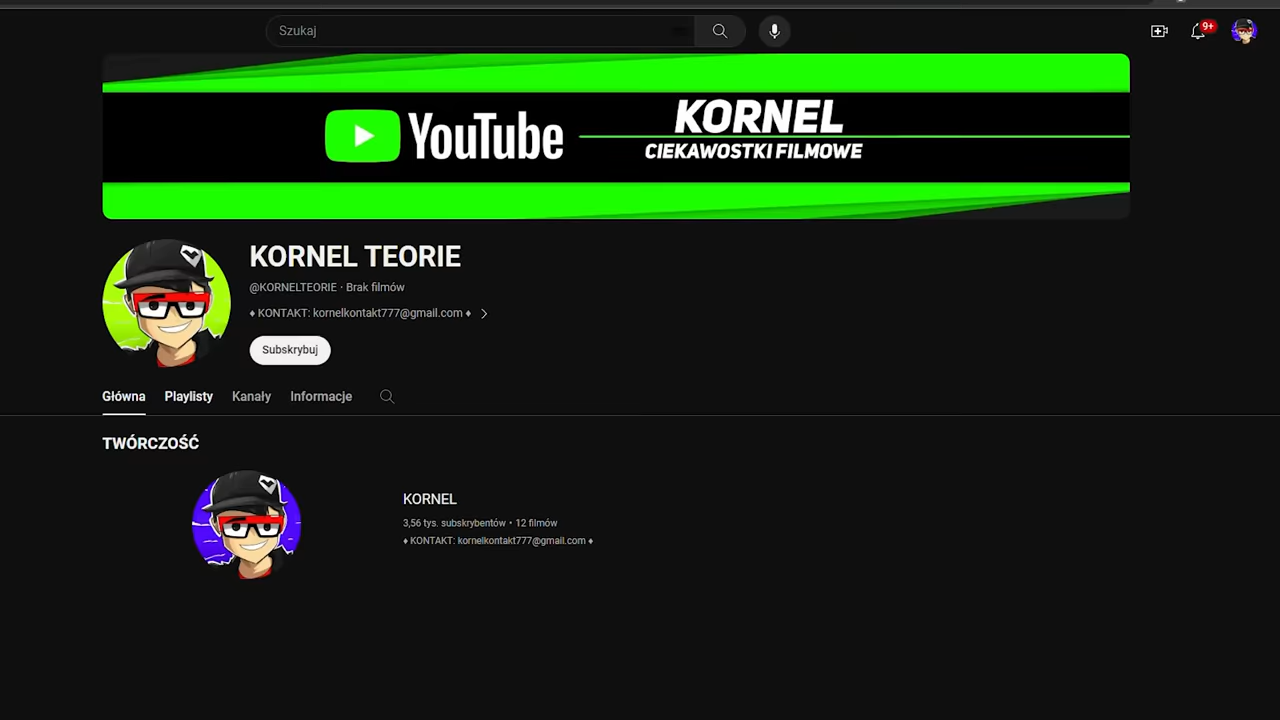 Szukaj
9+
YouTube
KORNEL
CIEKAWOSTKI FILMOWE
KORNEL TEORIE
@KORNELTEORIE · Brak filmów
♦ KONTAKT: kornelkontakt777@gmail.com ♦
Subskrybuj
Główna Playlisty Kanały Informacje
TWÓRCZOŚĆ
KORNEL
3,56 tys. subskrybentów • 12 filmów
♦ KONTAKT: kornelkontakt777@gmail.com ♦